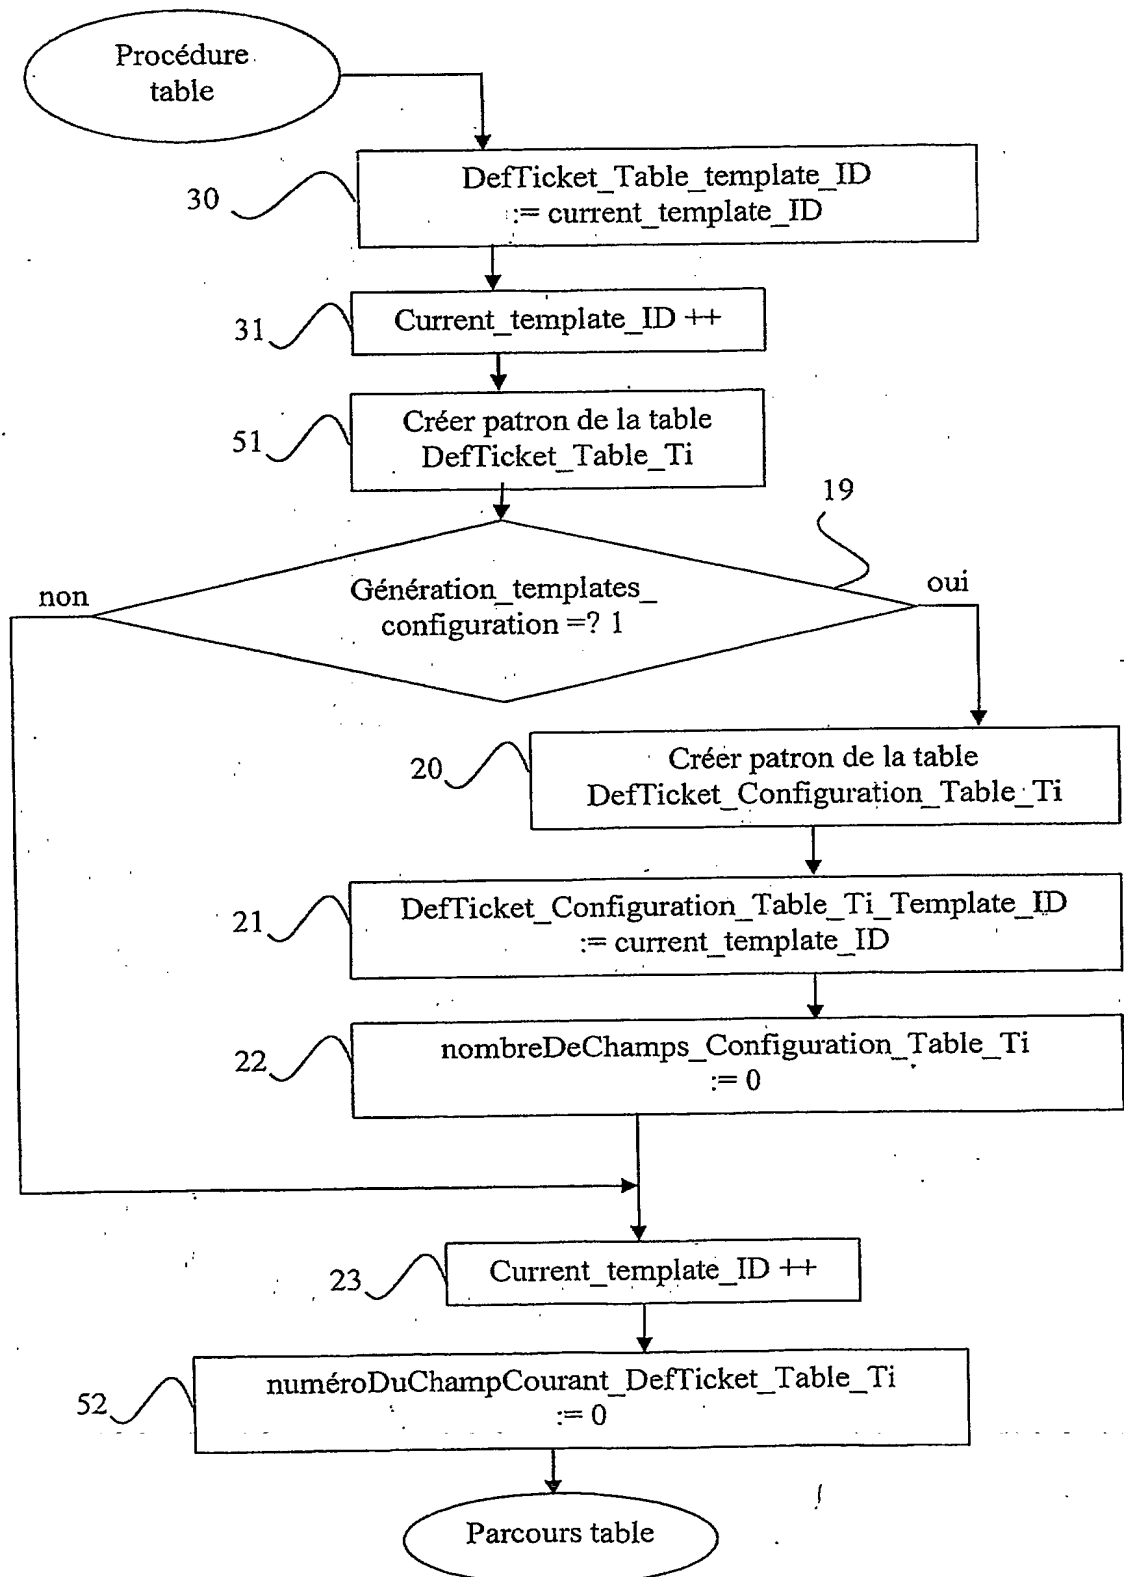 Procédure
table
30
DefTicket_Table_template_ID
:= current_template_ID
31
Current_template_ID ++
51
Créer patron de la table
DefTicket_Table_Ti
19
non
Génération_templates_
configuration =? 1
oui
20
Créer patron de la table
DefTicket_Configuration_Table_Ti
21
DefTicket_Configuration_Table_Ti_Template_ID
:= current_template_ID
22
nombreDeChamps_Configuration_Table_Ti
:= 0
23
Current_template_ID ++
52
numéroDuChampCourant_DefTicket_Table_Ti
:= 0
Parcours table